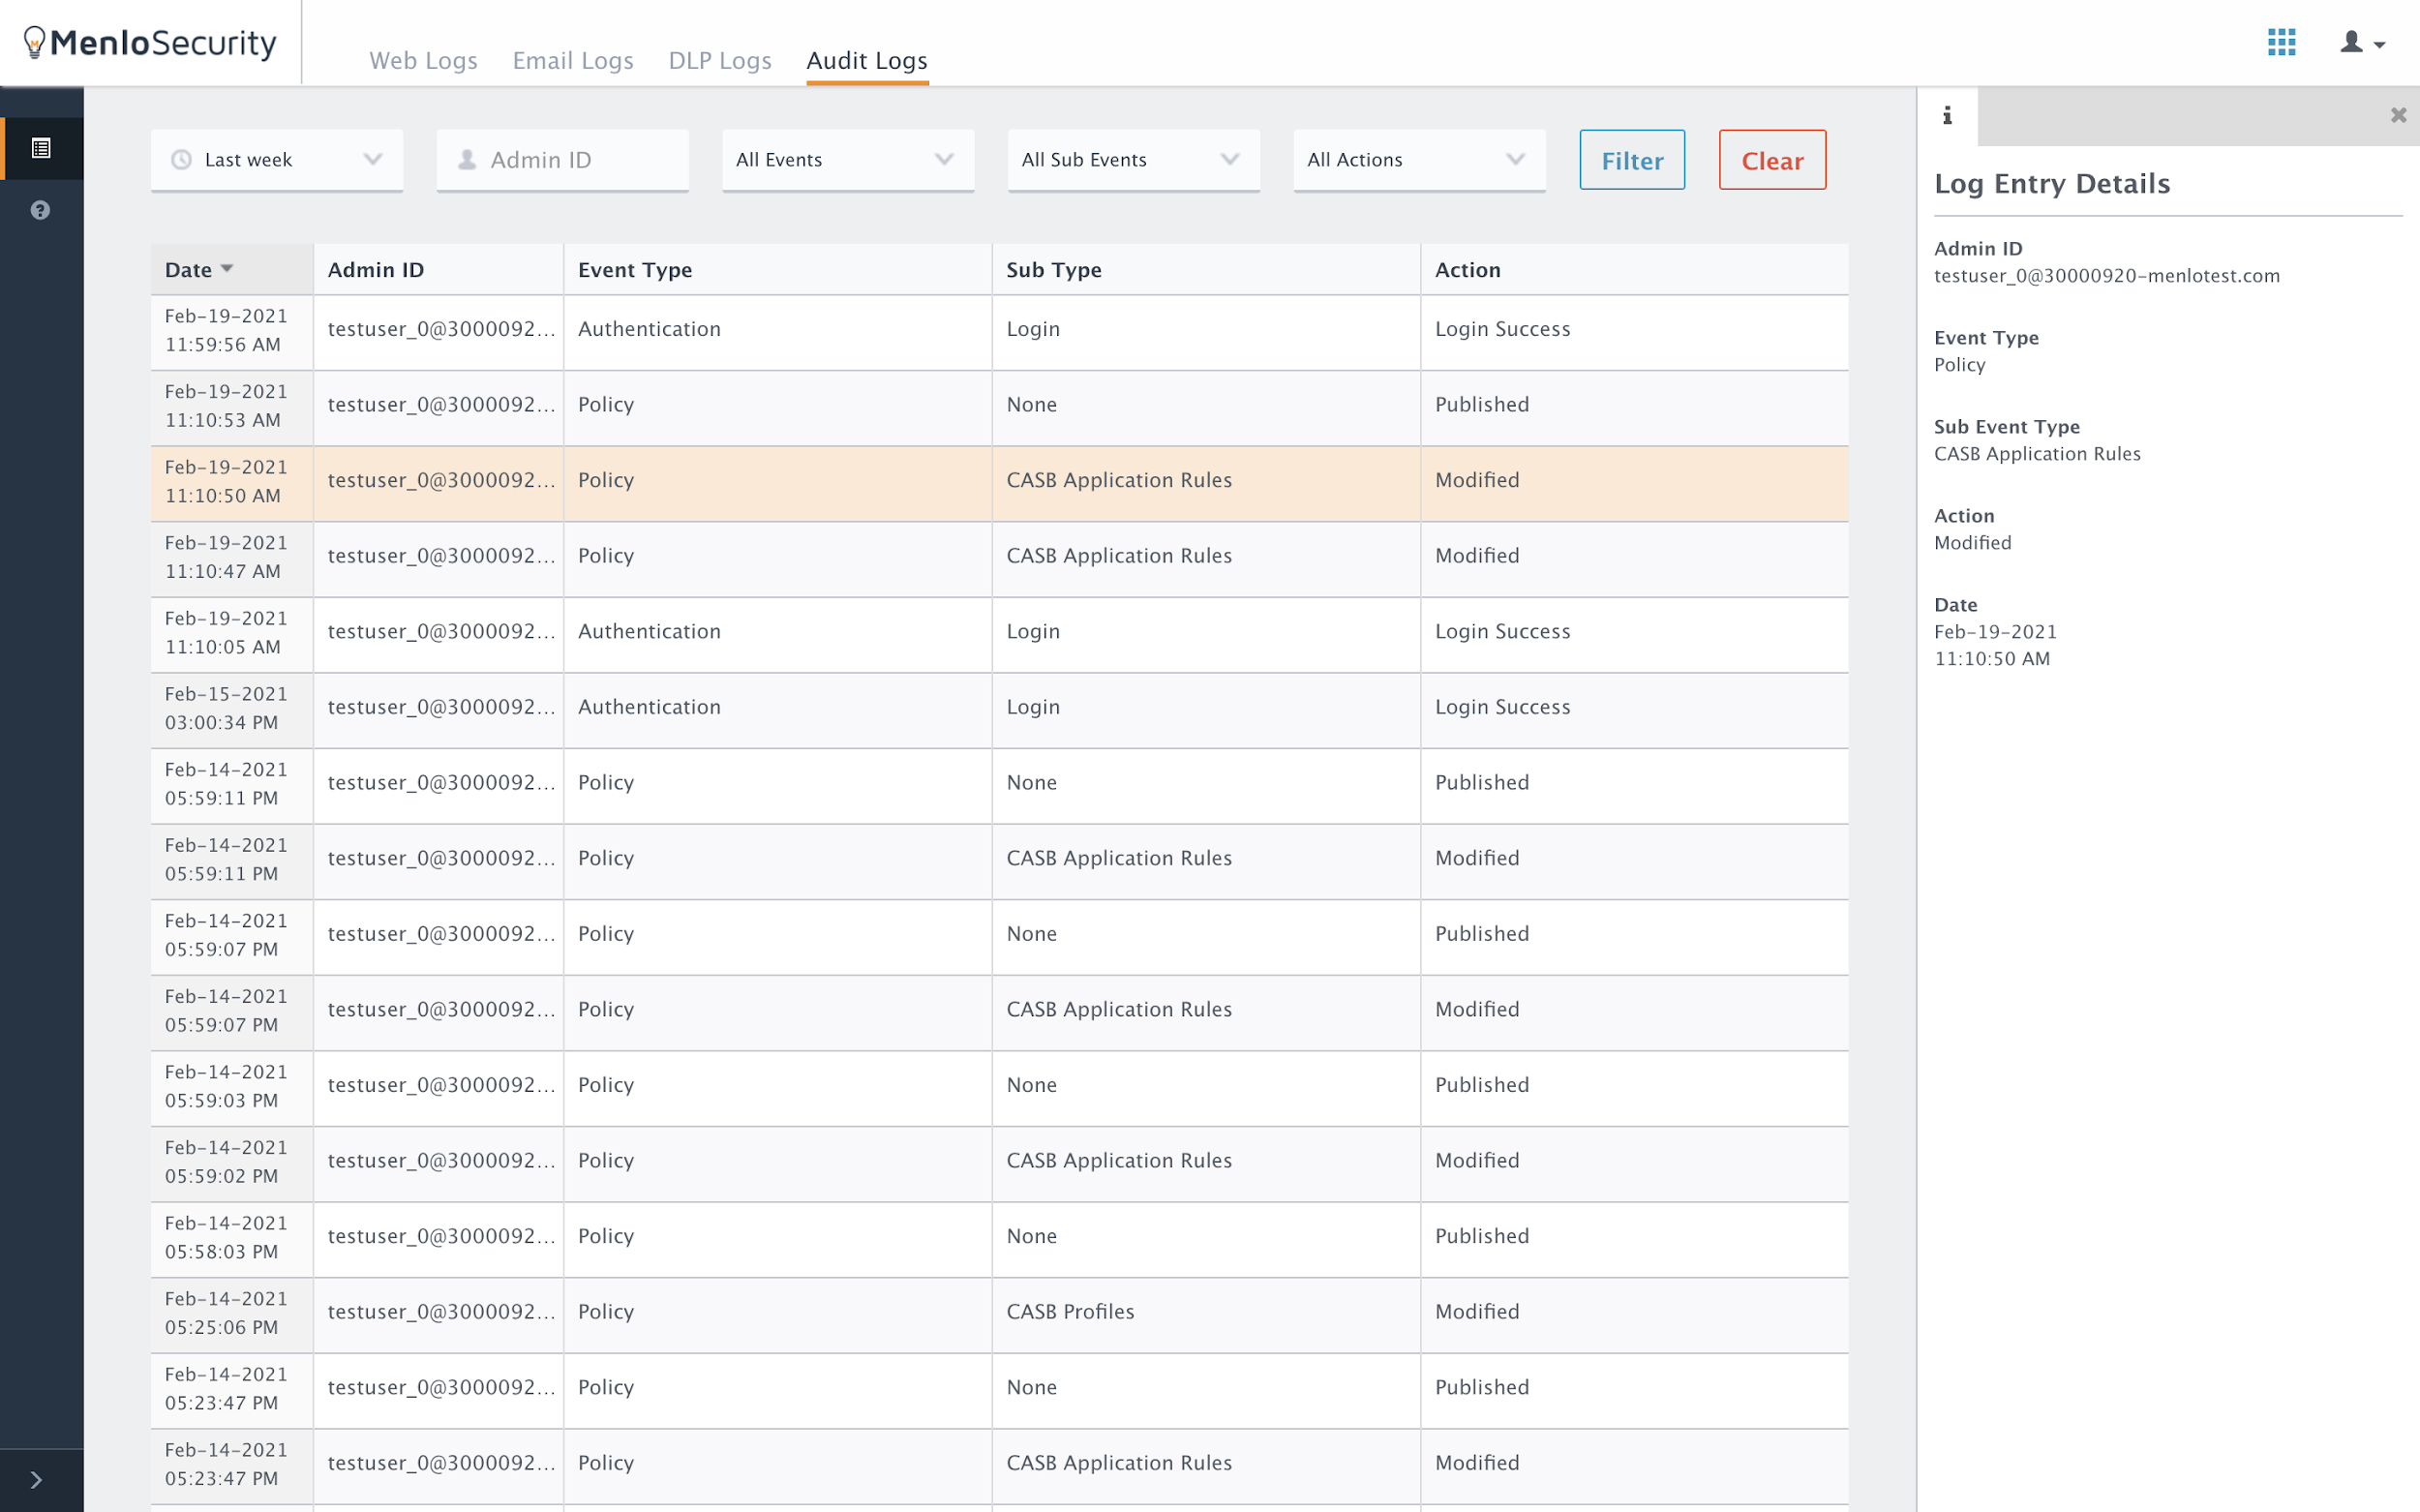 MenloSecurity
Web Logs Email Logs DLP Logs Audit Logs
Last week Admin ID All Events All Sub Events All Actions Filter Clear
Date Admin ID Event Type Sub Type Action
Feb-19-2021
11:59:56 AM testuser_0@3000092... Authentication Login Login Success
Feb-19-2021
11:10:53 AM testuser_0@3000092... Policy None Published
Feb-19-2021
11:10:50 AM testuser_0@3000092... Policy CASB Application Rules Modified
Feb-19-2021
11:10:47 AM testuser_0@3000092... Policy CASB Application Rules Modified
Feb-19-2021
11:10:05 AM testuser_0@3000092... Authentication Login Login Success
Feb-15-2021
03:00:34 PM testuser_0@3000092... Authentication Login Login Success
Feb-14-2021
05:59:11 PM testuser_0@3000092... Policy None Published
Feb-14-2021
05:59:11 PM testuser_0@3000092... Policy CASB Application Rules Modified
Feb-14-2021
05:59:07 PM testuser_0@3000092... Policy None Published
Feb-14-2021
05:59:07 PM testuser_0@3000092... Policy CASB Application Rules Modified
Feb-14-2021
05:59:03 PM testuser_0@3000092... Policy None Published
Feb-14-2021
05:59:02 PM testuser_0@3000092... Policy CASB Application Rules Modified
Feb-14-2021
05:58:03 PM testuser_0@3000092... Policy None Published
Feb-14-2021
05:25:06 PM testuser_0@3000092... Policy CASB Profiles Modified
Feb-14-2021
05:23:47 PM testuser_0@3000092... Policy None Published
Feb-14-2021
05:23:47 PM testuser_0@3000092... Policy CASB Application Rules Modified
Log Entry Details
Admin ID
testuser_0@30000920-menlotest.com
Event Type
Policy
Sub Event Type
CASB Application Rules
Action
Modified
Date
Feb-19-2021
11:10:50 AM